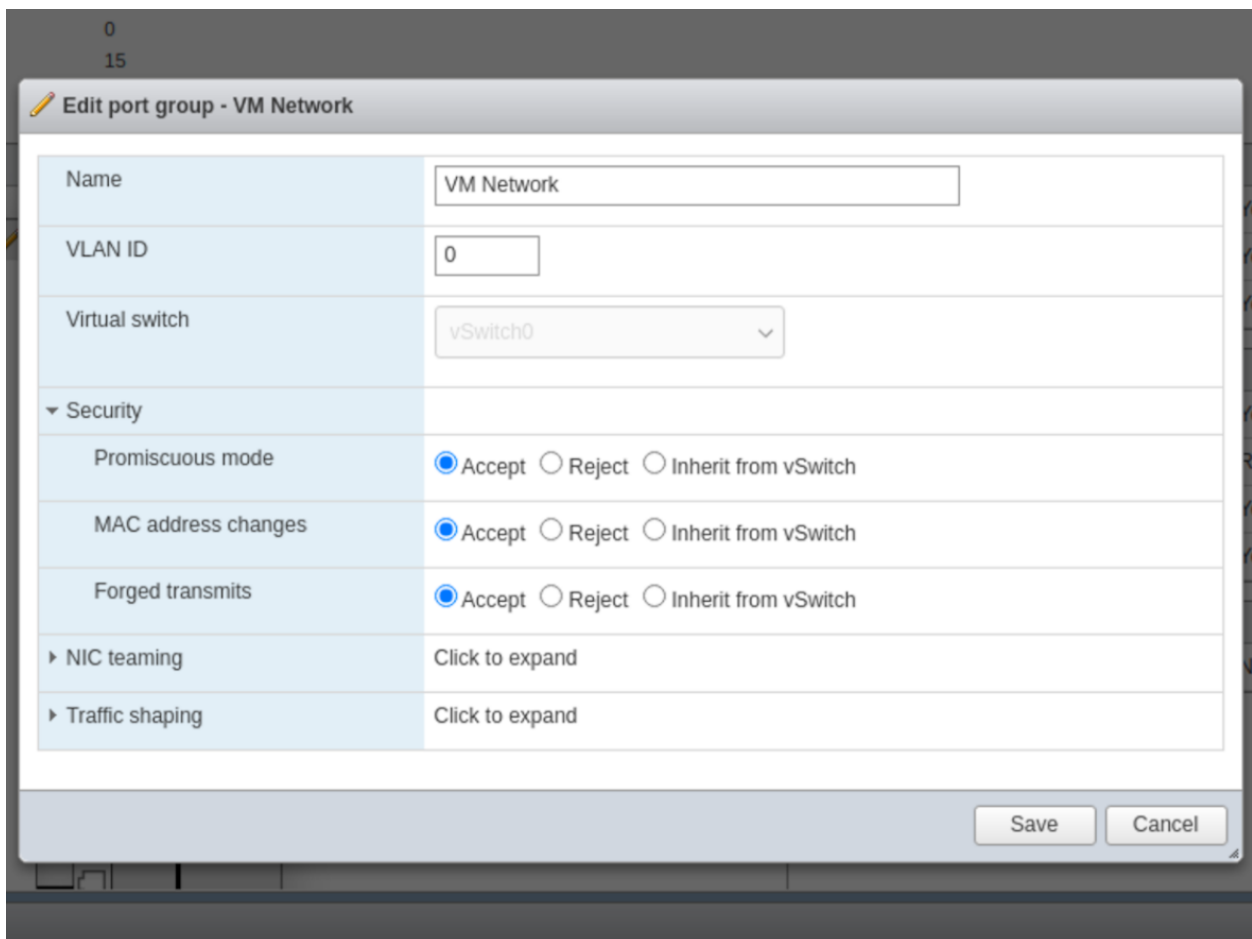 0
15
Edit port group - VM Network
Name
VM Network
VLAN ID
0
Virtual switch
vSwitch0
Security
Promiscuous mode
Accept Reject Inherit from vSwitch
MAC address changes
Accept Reject Inherit from vSwitch
Forged transmits
Accept Reject Inherit from vSwitch
NIC teaming
Click to expand
Traffic shaping
Click to expand
Save Cancel